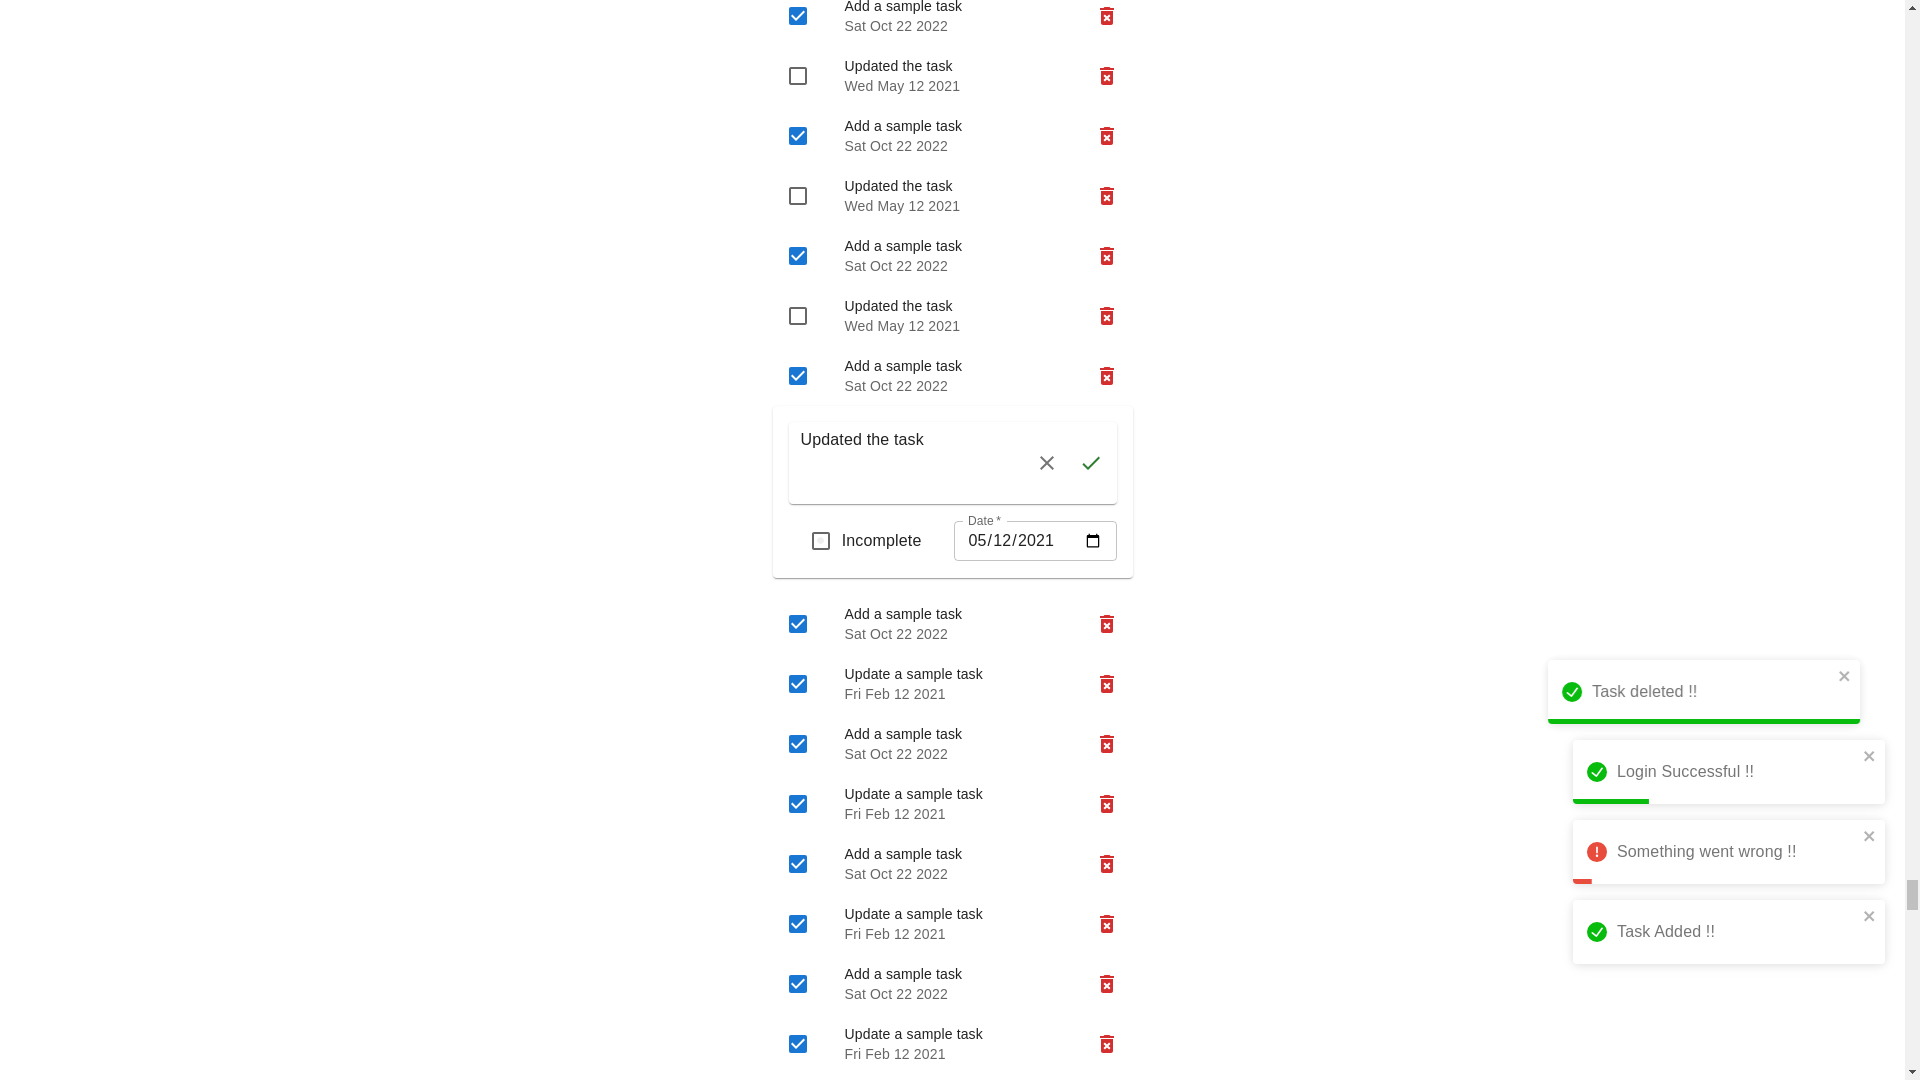 Add a sample task
Sat Oct 22 2022
Updated the task
Wed May 12 2021
Add a sample task
Sat Oct 22 2022
Updated the task
Wed May 12 2021
Add a sample task
Sat Oct 22 2022
Updated the task
Wed May 12 2021
Add a sample task
Sat Oct 22 2022
Updated the task
Date *
Incomplete
05/12/2021
Add a sample task
Sat Oct 22 2022
Update a sample task
Fri Feb 12 2021
Add a sample task
Sat Oct 22 2022
Update a sample task
Fri Feb 12 2021
Add a sample task
Sat Oct 22 2022
Update a sample task
Fri Feb 12 2021
Add a sample task
Sat Oct 22 2022
Update a sample task
Fri Feb 12 2021
Task deleted !!
Login Successful !!
Something went wrong !!
Task Added !!